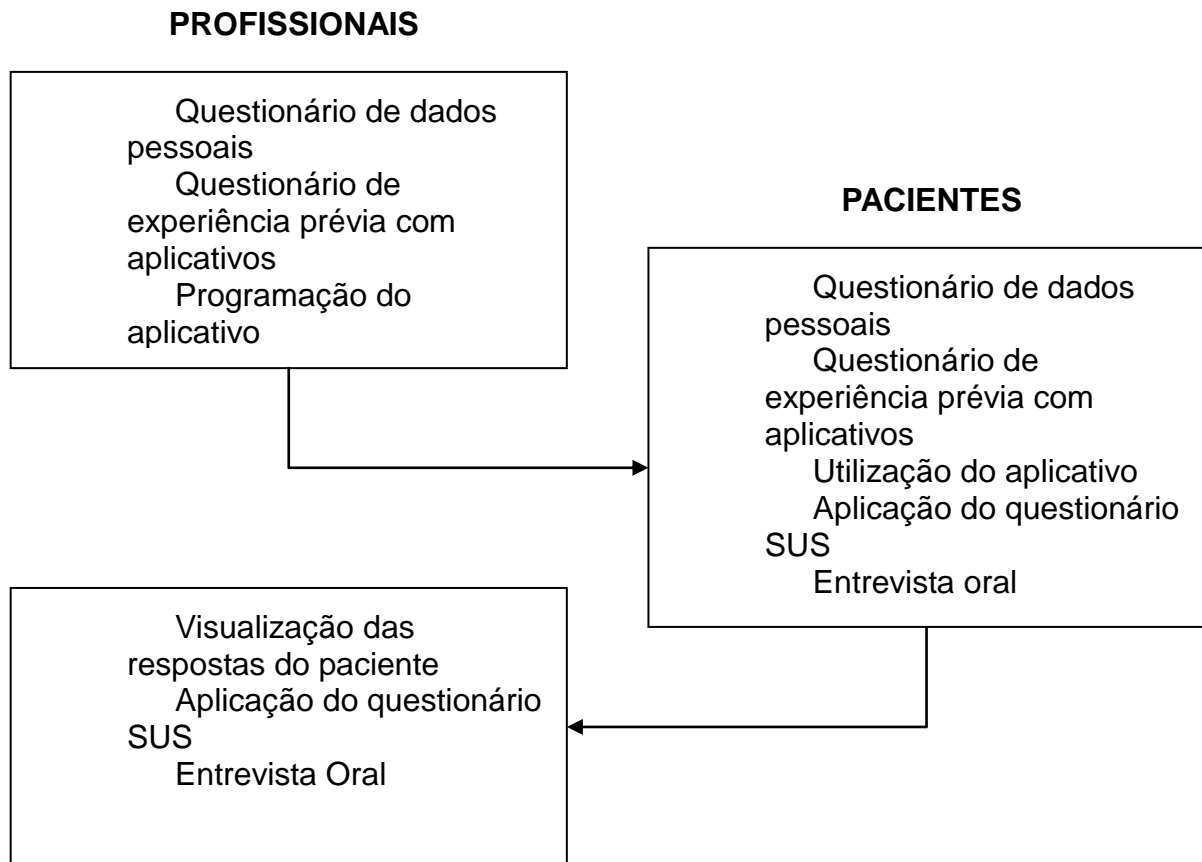 PROFISSIONAIS
Questionário de dados
pessoais
Questionário de
experiência prévia com
aplicativos
Programação do
aplicativo
PACIENTES
Questionário de dados
pessoais
Questionário de
experiência prévia com
aplicativos
Utilização do aplicativo
Aplicação do questionário
SUS
Entrevista oral
Visualização das
respostas do paciente
Aplicação do questionário
SUS
Entrevista Oral